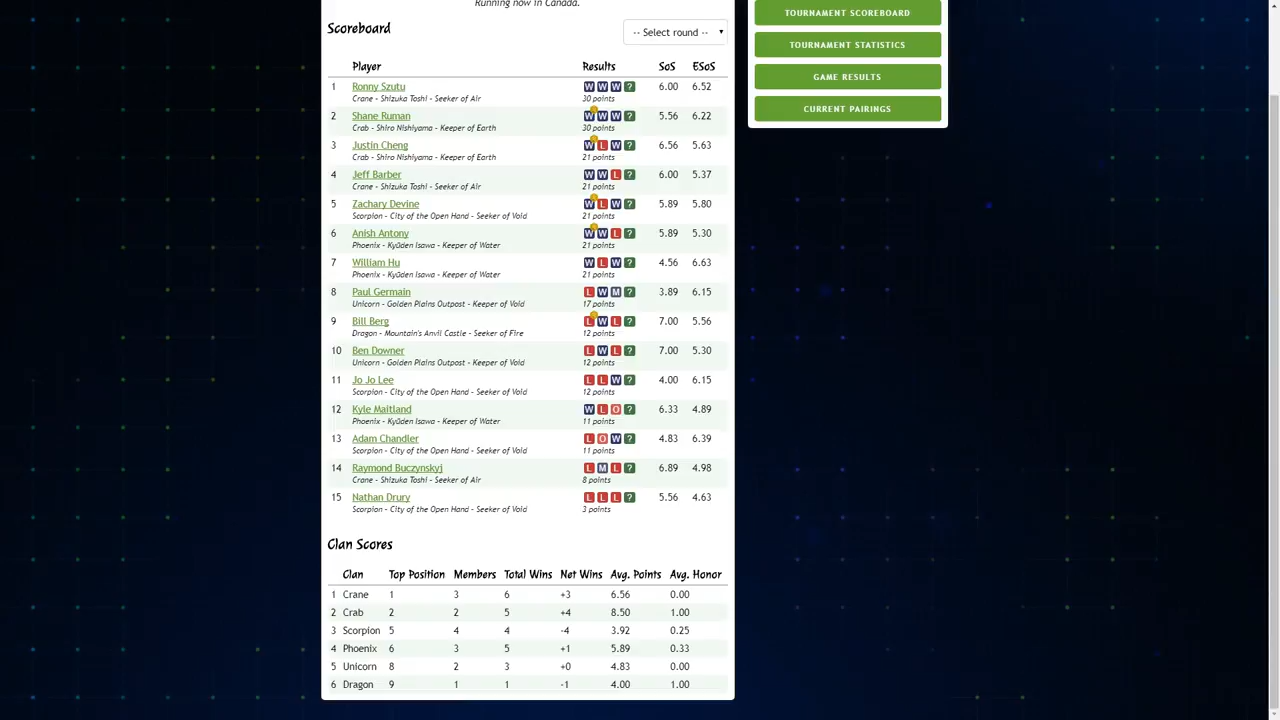 Running now in Canada.
Scoreboard
-- Select round --
Player Results SoS ESoS
1 Ronny Szutu W W W ? 6.00 6.52
Crane - Shizuka Toshi - Seeker of Air 30 points
2 Shane Ruman W W W ? 5.56 6.22
Crab - Shiro Nishiyama - Keeper of Earth 30 points
3 Justin Cheng W L W ? 6.56 5.63
Crab - Shiro Nishiyama - Keeper of Earth 21 points
4 Jeff Barber W W L ? 6.00 5.37
Crane - Shizuka Toshi - Seeker of Air 21 points
5 Zachary Devine W L W ? 5.89 5.80
Scorpion - City of the Open Hand - Seeker of Void 21 points
6 Anish Antony W W L ? 5.89 5.30
Phoenix - Kyūden Isawa - Keeper of Water 21 points
7 William Hu W L W ? 4.56 6.63
Phoenix - Kyūden Isawa - Keeper of Water 21 points
8 Paul Germain L W M ? 3.89 6.15
Unicorn - Golden Plains Outpost - Keeper of Void 17 points
9 Bill Berg L W L ? 7.00 5.56
Dragon - Mountain's Anvil Castle - Seeker of Fire 12 points
10 Ben Downer L W L ? 7.00 5.30
Unicorn - Golden Plains Outpost - Keeper of Void 12 points
11 Jo Jo Lee L L W ? 4.00 6.15
Scorpion - City of the Open Hand - Seeker of Void 12 points
12 Kyle Maitland W L O ? 6.33 4.89
Phoenix - Kyūden Isawa - Keeper of Water 11 points
13 Adam Chandler L O W ? 4.83 6.39
Scorpion - City of the Open Hand - Seeker of Void 11 points
14 Raymond Buczynskyj L M L ? 6.89 4.98
Crane - Shizuka Toshi - Seeker of Air 8 points
15 Nathan Drury L L L ? 5.56 4.63
Scorpion - City of the Open Hand - Seeker of Void 3 points
Clan Scores
Clan Top Position Members Total Wins Net Wins Avg. Points Avg. Honor
1 Crane 1 3 6 +3 6.56 0.00
2 Crab 2 2 5 +4 8.50 1.00
3 Scorpion 5 4 4 -4 3.92 0.25
4 Phoenix 6 3 5 +1 5.89 0.33
5 Unicorn 8 2 3 +0 4.83 0.00
6 Dragon 9 1 1 -1 4.00 1.00
TOURNAMENT SCOREBOARD
TOURNAMENT STATISTICS
GAME RESULTS
CURRENT PAIRINGS